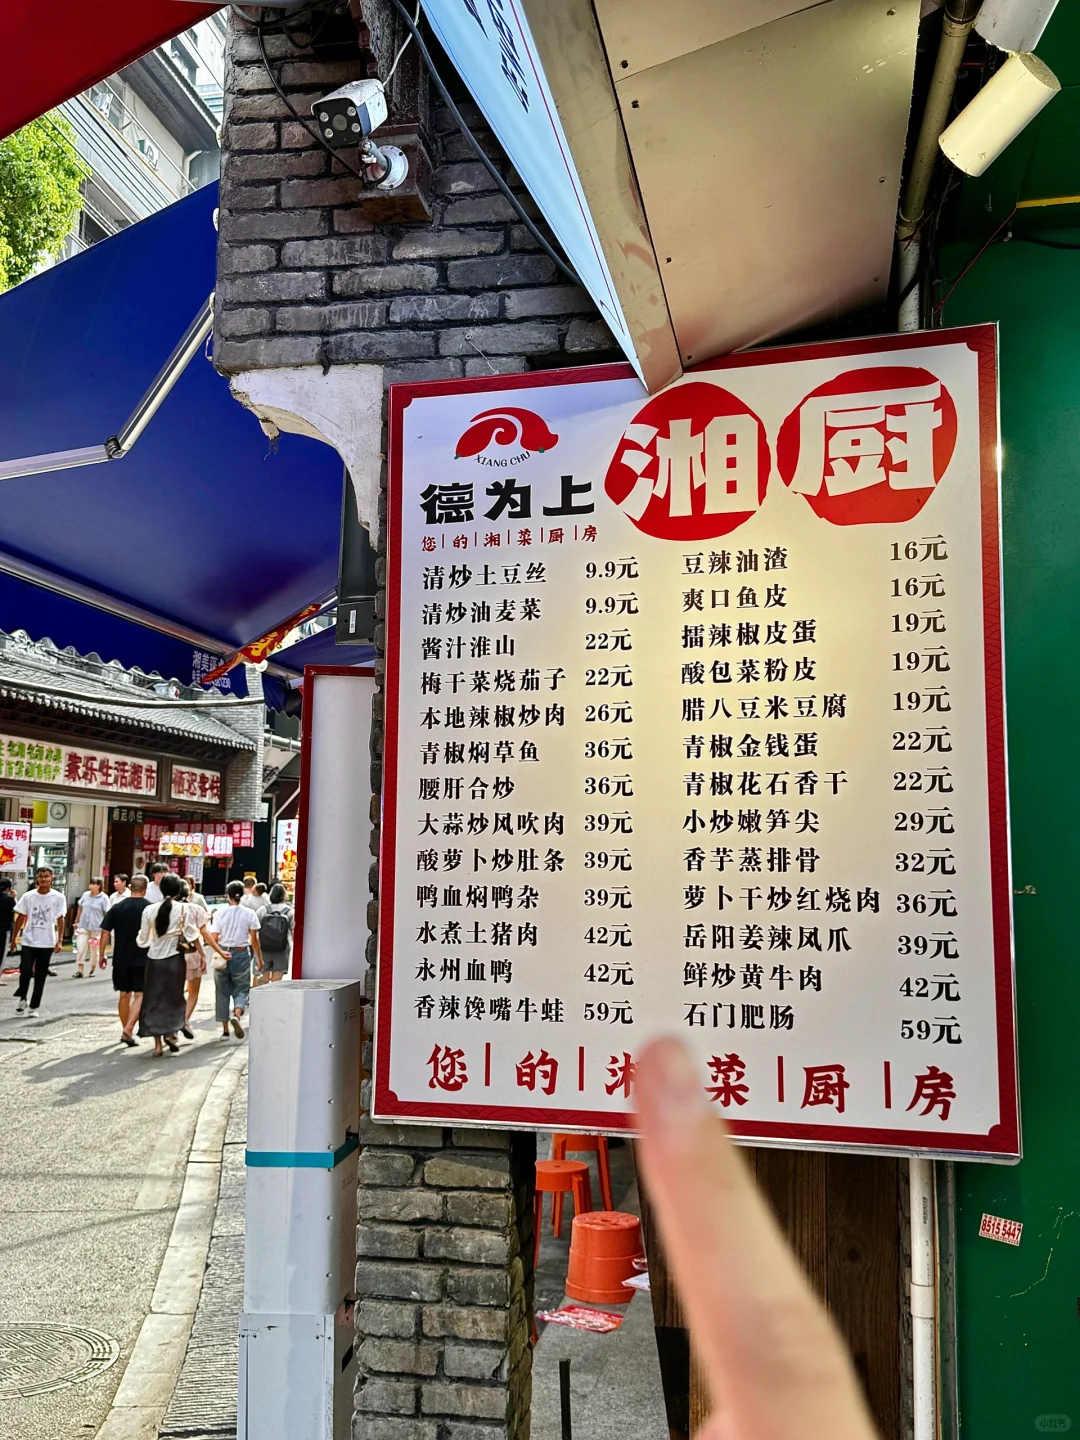 XIANG CHU
德为上
湘厨
您|的|湘|菜|厨|房
清炒土豆丝 9.9元
清炒油麦菜 9.9元
酱汁淮山 22元
梅干菜烧茄子 22元
本地辣椒炒肉 26元
青椒焖草鱼 36元
腰肝合炒 36元
大蒜炒风吹肉 39元
酸萝卜炒肚条 39元
鸭血焖鸭杂 39元
水煮土猪肉 42元
永州血鸭 42元
香辣馋嘴牛蛙 59元
豆辣油渣 16元
爽口鱼皮 16元
擂辣椒皮蛋 19元
酸包菜粉皮 19元
腊八豆米豆腐 19元
青椒金钱蛋 22元
青椒花石香干 22元
小炒嫩笋尖 29元
香芋蒸排骨 32元
萝卜干炒红烧肉 36元
岳阳姜辣凤爪 39元
鲜炒黄牛肉 42元
石门肥肠 59元
您|的|湘|菜|厨|房
家乐生活超市
栖迟客栈
板鸭
8515 5447
小红书